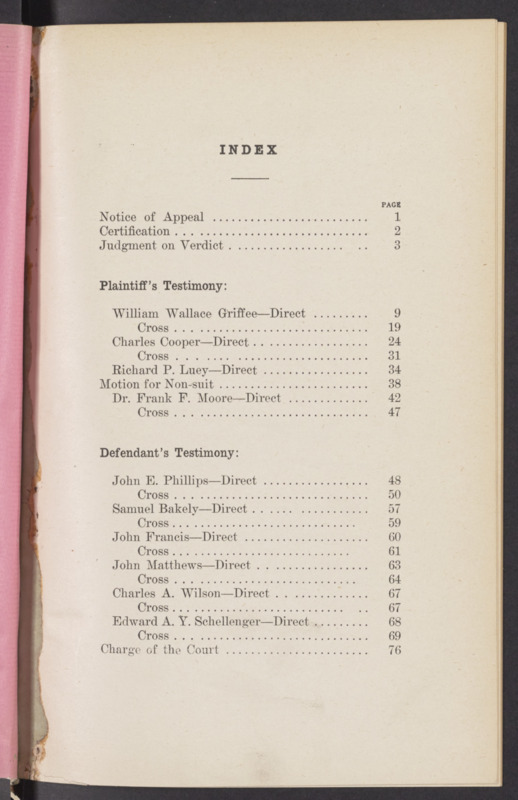 INDEX
PAGE
Notice of Appeal ......................... 1
Certification ............................... 2
Judgment on Verdict ................... .. 3
Plaintiff's Testimony:
William Wallace Griffee—Direct ......... 9
Cross ............................... 19
Charles Cooper—Direct ................... 24
Cross ............................... 31
Richard P. Luey—Direct ................. 34
Motion for Non-suit ........................ 38
Dr. Frank F. Moore—Direct ............. 42
Cross ............................... 47
Defendant's Testimony:
John E. Phillips—Direct ................. 48
Cross ............................... 50
Samuel Bakely—Direct ...... ........... 57
Cross ............................. 59
John Francis—Direct .................... 60
Cross ............................ 61
John Matthews—Direct .................. 63
Cross ............................. 64
Charles A. Wilson—Direct ............... 67
Cross ............................ .. 67
Edward A. Y. Schellenger—Direct ......... 68
Cross ............................... 69
Charge of the Court ....................... 76